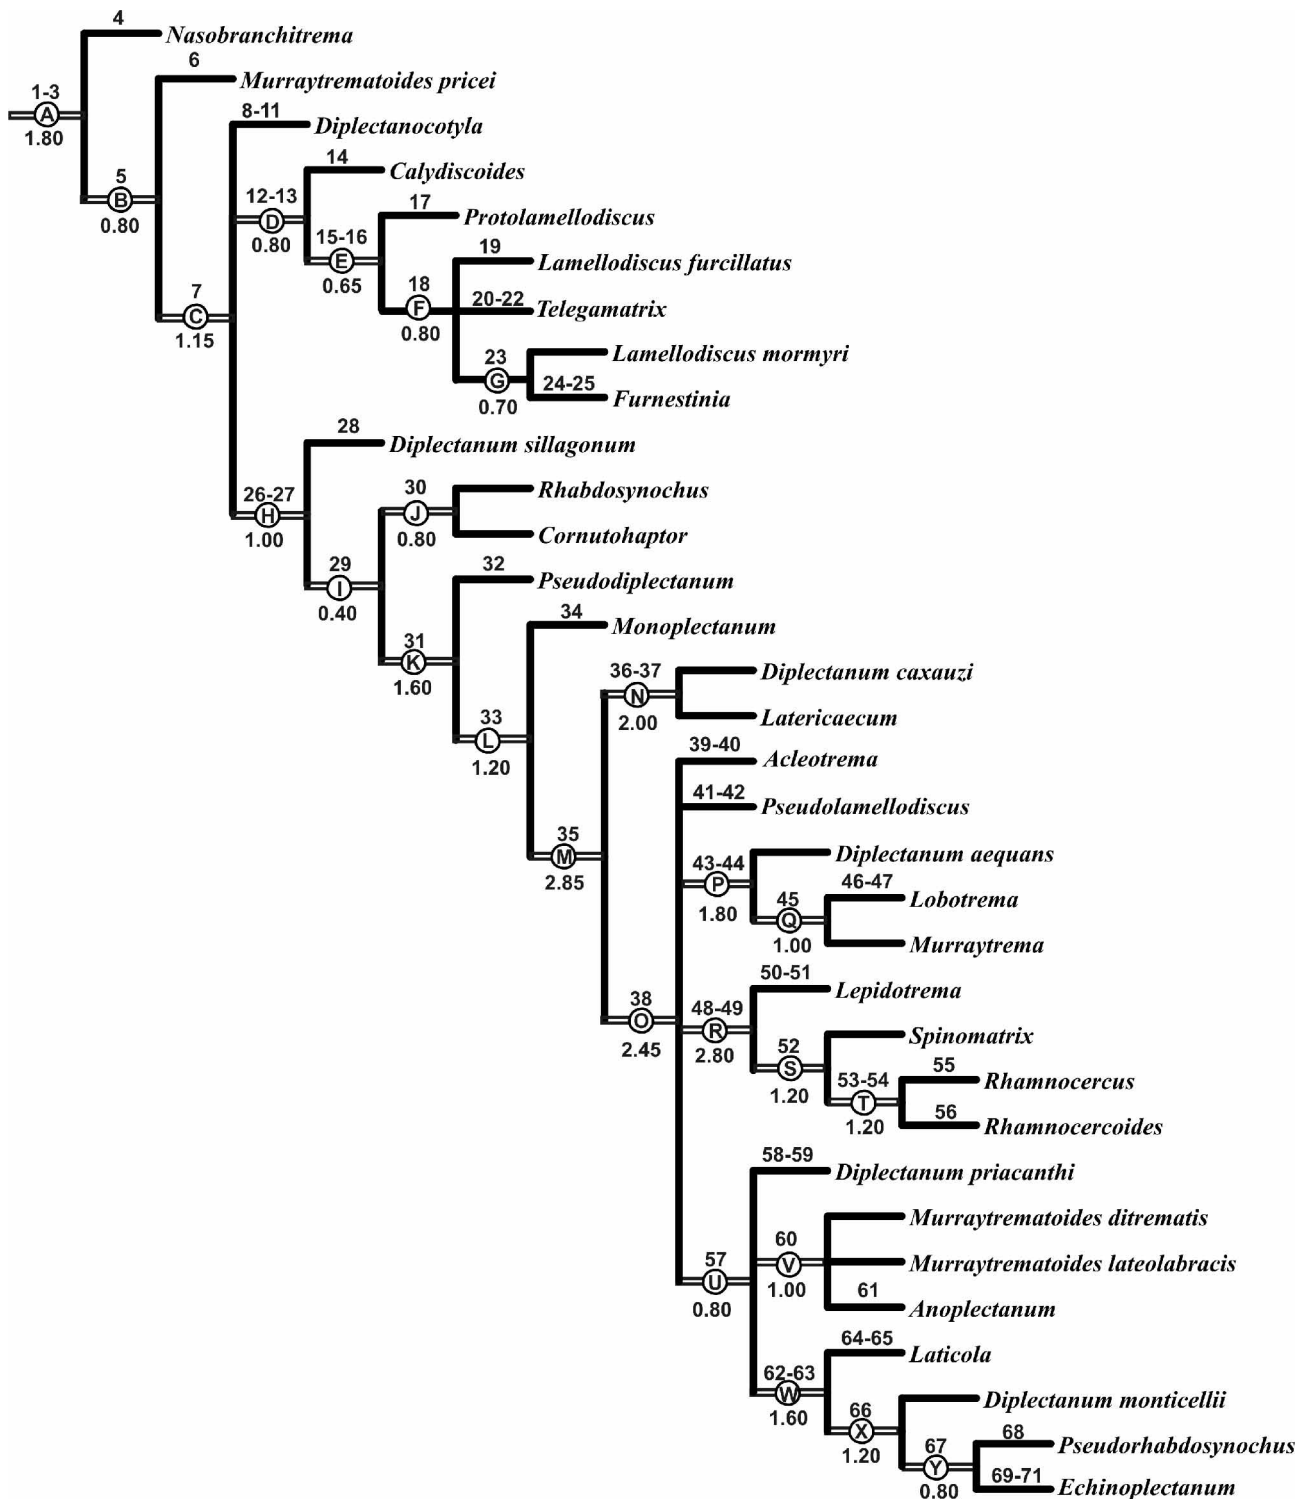 4
Nasobranchitrema
6
Murraytrematoides pricei
1-3
A
1.80
8-11
Diplectanocotyla
14
Calydiscoides
5
B
0.80
12-13
D
0.80
17
Protolamellodiscus
15-16
E
0.65
19
Lamellodiscus furcillatus
18
F
0.80
20-22
Telegamatrix
7
C
1.15
Lamellodiscus mormyri
23
G
0.70
24-25
Furnestinia
28
Diplectanum sillagonum
26-27
H
1.00
30
J
0.80
Rhabdosynochus
Cornutohaptor
29
I
0.40
32
Pseudodiplectanum
34
Monoplectanum
31
K
1.60
36-37
N
2.00
Diplectanum caxauzi
Latericaecum
33
L
1.20
39-40
Acleotrema
41-42
Pseudolamellodiscus
35
M
2.85
Diplectanum aequans
43-44
P
1.80
46-47
Lobotrema
45
Q
1.00
Murraytrema
50-51
Lepidotrema
38
O
2.45
48-49
R
2.80
Spinomatrix
52
S
1.20
55
Rhamnocercus
53-54
T
1.20
56
Rhamnocercoides
58-59
Diplectanum priacanthi
Murraytrematoides ditrematis
60
V
1.00
Murraytrematoides lateolabracis
57
U
0.80
61
Anoplectanum
64-65
Laticola
62-63
W
1.60
Diplectanum monticellii
66
X
1.20
68
Pseudorhabdosynochus
67
Y
0.80
69-71
Echinoplectanum